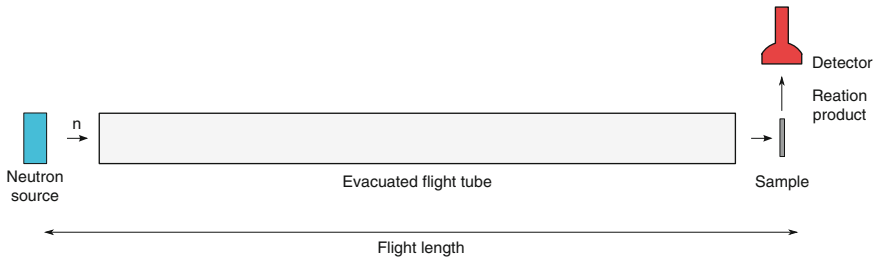 Detector
Reation
product
n
Neutron
source
Evacuated flight tube
Sample
Flight length